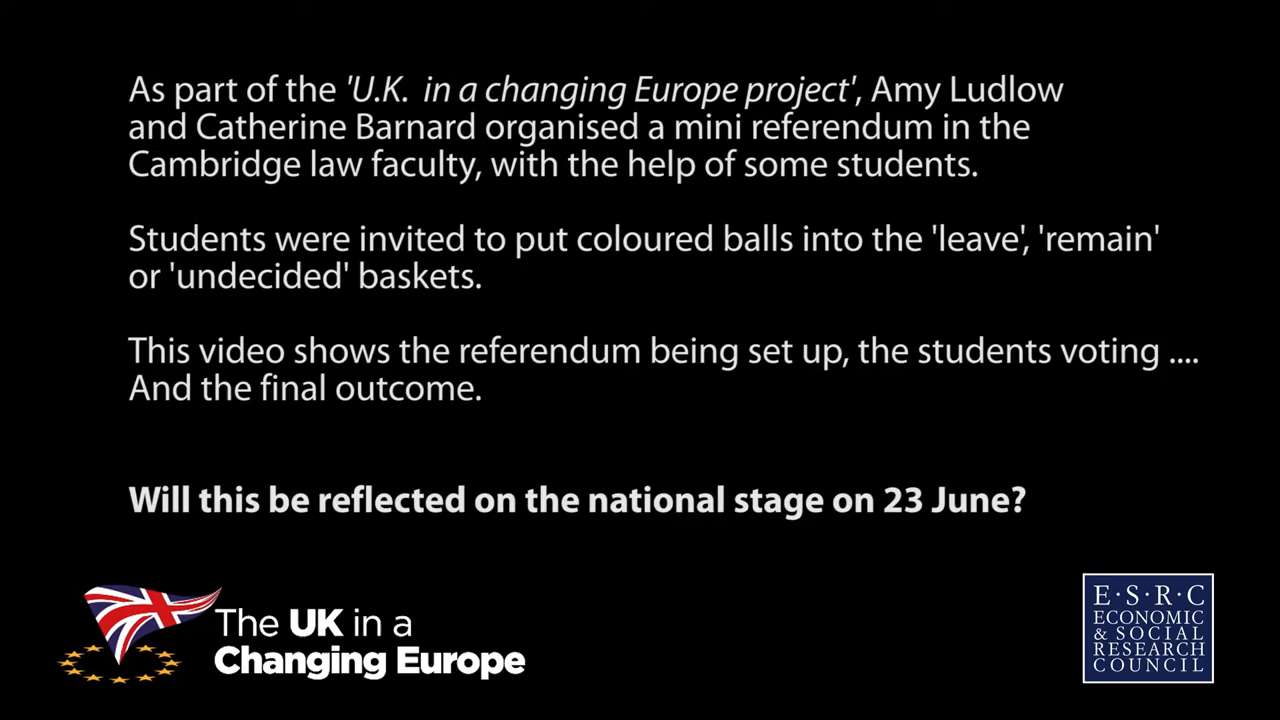 As part of the 'U.K.  in a changing Europe project', Amy Ludlow
and Catherine Barnard organised a mini referendum in the
Cambridge law faculty, with the help of some students.
Students were invited to put coloured balls into the 'leave', 'remain'
or 'undecided' baskets.
This video shows the referendum being set up, the students voting ....
And the final outcome.
Will this be reflected on the national stage on 23 June?
The UK in a
Changing Europe
E·S·R·C
ECONOMIC
& SOCIAL
RESEARCH
COUNCIL